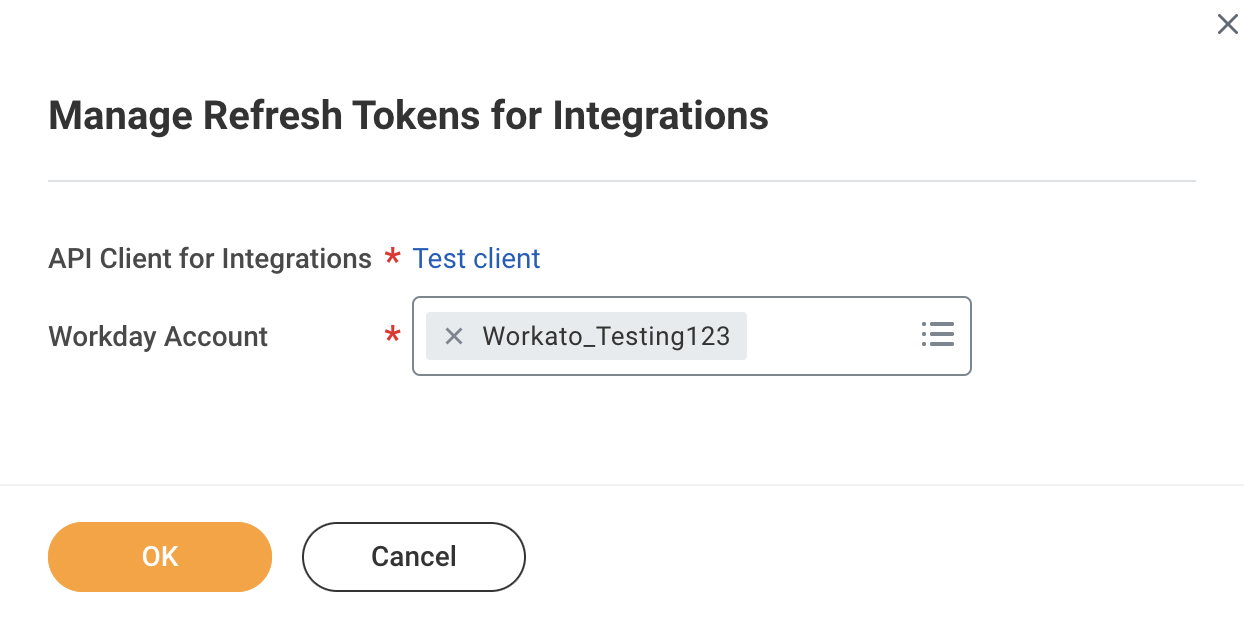 Manage Refresh Tokens for Integrations
API Client for Integrations * Test client
Workday Account * Workato_Testing123
OK Cancel